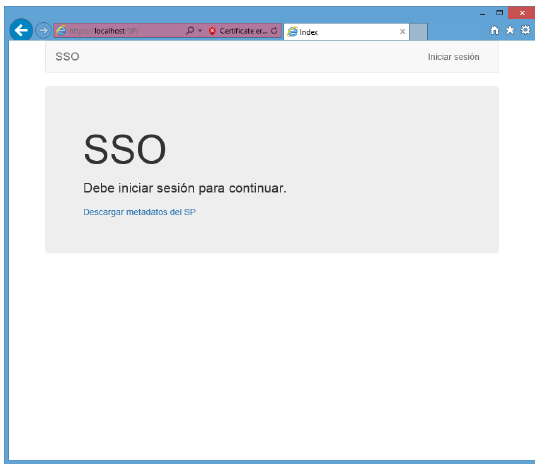 https://localhost/SP/ Certificate er... Index
SSO Iniciar sesión
SSO
Debe iniciar sesión para continuar.
Descargar metadatos del SP